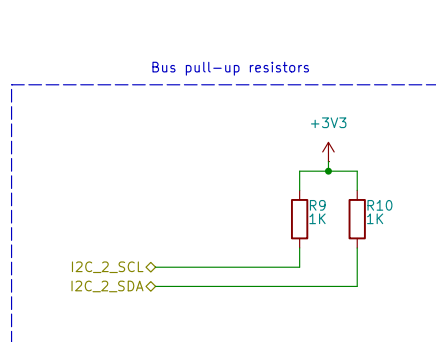 Bus pull-up resistors
+3V3
R9
1K
R10
1K
I2C_2_SCL
I2C_2_SDA